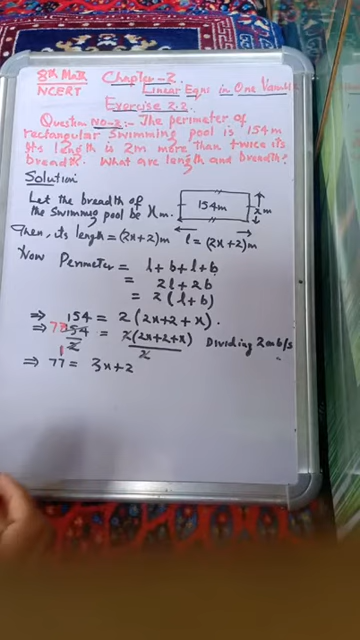 8th Math Chapter-2
NCERT Linear Eqns in One Variable
Exercise 2.2
Question No-2:- The perimeter of
rectangular swimming pool is 154m
Its length is 2m more than twice its
breadth. What are length and breadth?
Solution
Let the breadth of
the swimming pool be x m.
154m
x m
Then, its length = (2x+2)m
l = (2x+2)m
Now Perimeter = l+b+l+b
= 2l+2b
= 2(l+b)
⇒ 154 = 2(2x+2+x).
⇒ 77 154/2 = 2(2x+2+x)/2 Dividing 2 on b/s
1
⇒ 77 = 3x+2